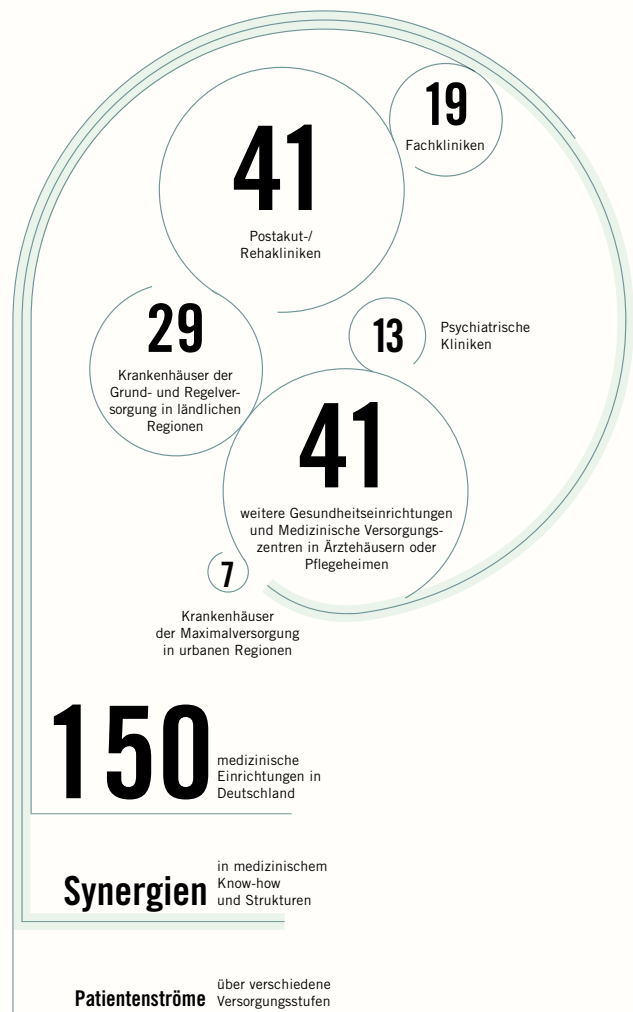 19
Fachkliniken
41
Postakut-/
Rehakliniken
29
Krankenhäuser der
Grund- und Regelver-
sorgung in ländlichen
Regionen
13
Psychiatrische
Kliniken
41
weitere Gesundheitseinrichtungen
und Medizinische Versorgungs-
zentren in Ärztehäusern oder
Pflegeheimen
7
Krankenhäuser
der Maximalversorgung
in urbanen Regionen
150
medizinische
Einrichtungen in
Deutschland
Synergien
in medizinischem
Know-how
und Strukturen
Patientenströme
über verschiedene
Versorgungsstufen